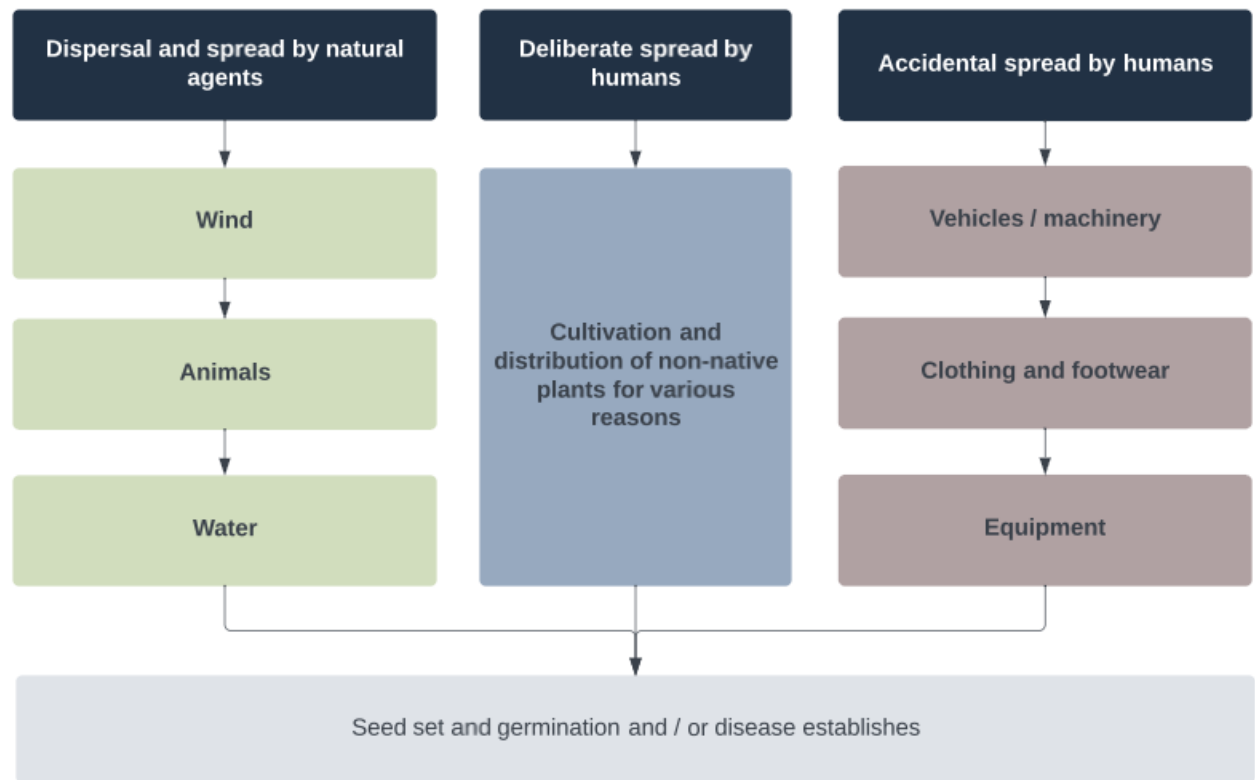 Dispersal and spread by natural
agents
Deliberate spread by
humans
Accidental spread by humans
Wind
Animals
Water
Cultivation and
distribution of non-native
plants for various
reasons
Vehicles / machinery
Clothing and footwear
Equipment
Seed set and germination and / or disease establishes